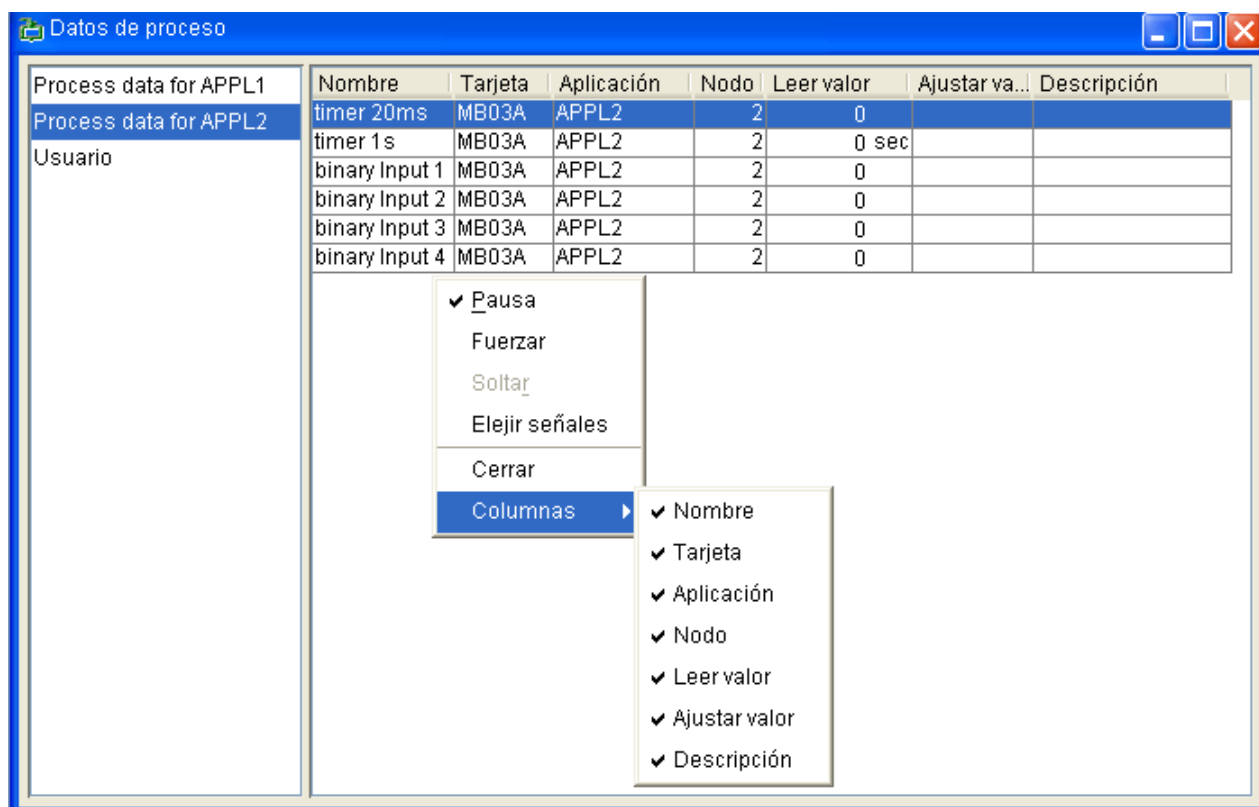 Datos de proceso
Process data for APPL1
Process data for APPL2
Usuario
Nombre Tarjeta Aplicación Nodo Leer valor Ajustar va... Descripción
timer 20ms MB03A APPL2 2 0
timer 1s MB03A APPL2 2 0 sec
binary Input 1 MB03A APPL2 2 0
binary Input 2 MB03A APPL2 2 0
binary Input 3 MB03A APPL2 2 0
binary Input 4 MB03A APPL2 2 0
Pausa
Fuerzar
Soltar
Elejir señales
Cerrar
Columnas
Nombre
Tarjeta
Aplicación
Nodo
Leer valor
Ajustar valor
Descripción